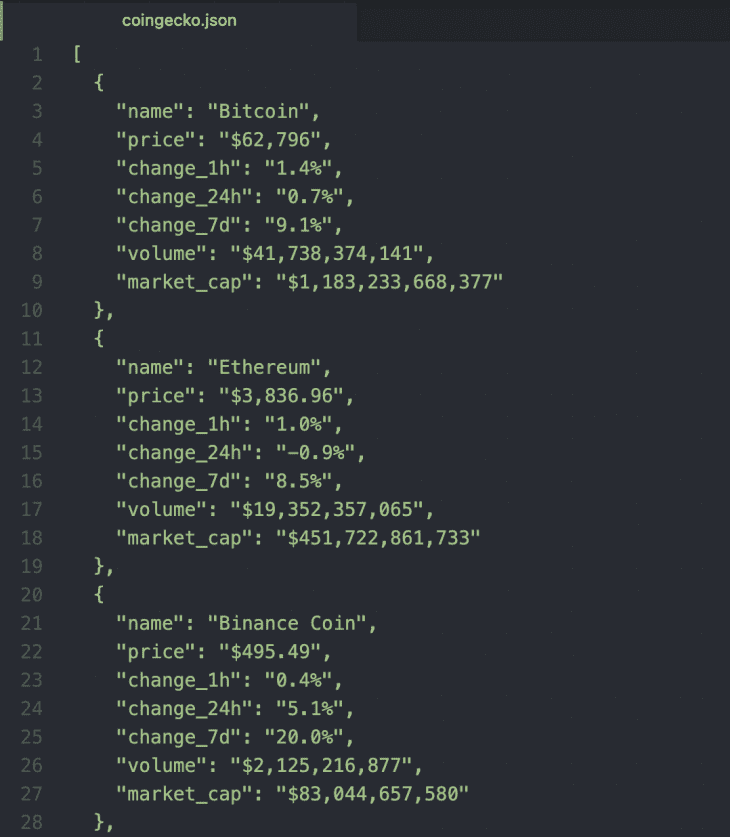 coingecko.json
1 [
2 {
3 "name": "Bitcoin",
4 "price": "$62,796",
5 "change_1h": "1.4%",
6 "change_24h": "0.7%",
7 "change_7d": "9.1%",
8 "volume": "$41,738,374,141",
9 "market_cap": "$1,183,233,668,377"
10 },
11 {
12 "name": "Ethereum",
13 "price": "$3,836.96",
14 "change_1h": "1.0%",
15 "change_24h": "-0.9%",
16 "change_7d": "8.5%",
17 "volume": "$19,352,357,065",
18 "market_cap": "$451,722,861,733"
19 },
20 {
21 "name": "Binance Coin",
22 "price": "$495.49",
23 "change_1h": "0.4%",
24 "change_24h": "5.1%",
25 "change_7d": "20.0%",
26 "volume": "$2,125,216,877",
27 "market_cap": "$83,044,657,580"
28 },